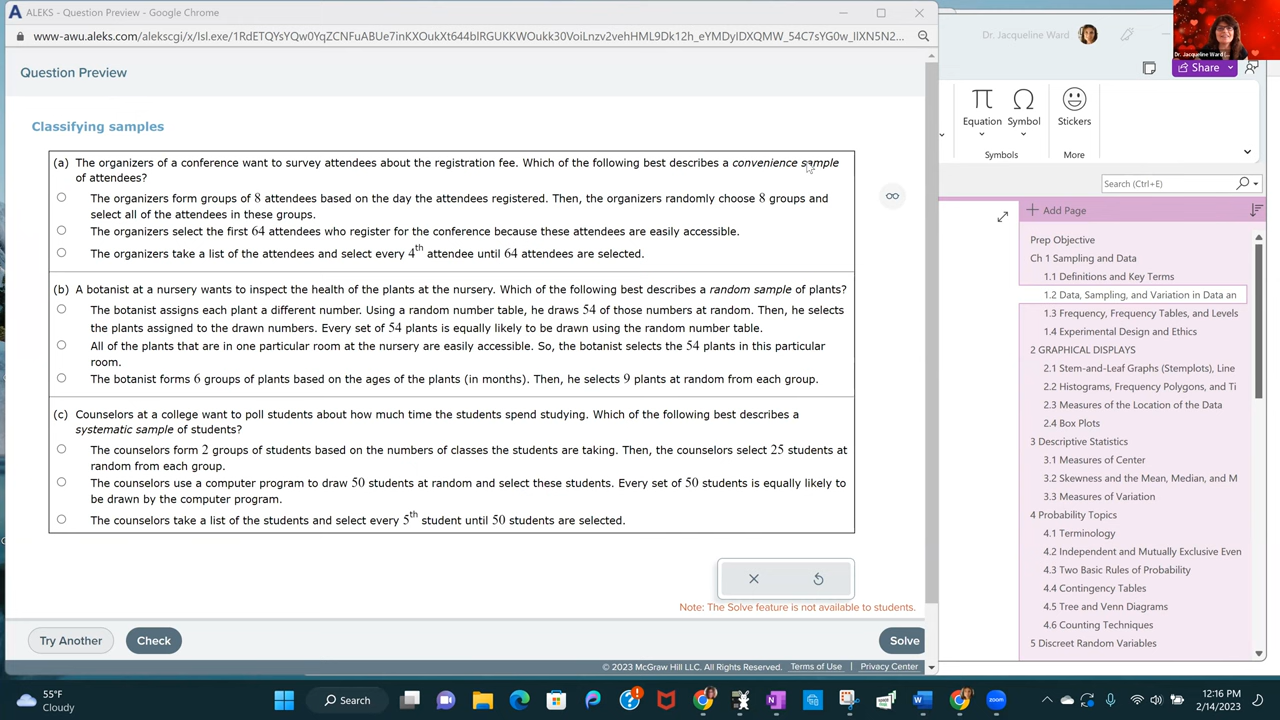 ALEKS - Question Preview - Google Chrome
Dr. Jacqueline Ward
Dr. Jacqueline Ward
Share
Question Preview
Classifying samples
(a) The organizers of a conference want to survey attendees about the registration fee. Which of the following best describes a convenience sample
of attendees?
The organizers form groups of 8 attendees based on the day the attendees registered. Then, the organizers randomly choose 8 groups and
select all of the attendees in these groups.
The organizers select the first 64 attendees who register for the conference because these attendees are easily accessible.
The organizers take a list of the attendees and select every 4th attendee until 64 attendees are selected.
(b) A botanist at a nursery wants to inspect the health of the plants at the nursery. Which of the following best describes a random sample of plants?
The botanist assigns each plant a different number. Using a random number table, he draws 54 of those numbers at random. Then, he selects
the plants assigned to the drawn numbers. Every set of 54 plants is equally likely to be drawn using the random number table.
All of the plants that are in one particular room at the nursery are easily accessible. So, the botanist selects the 54 plants in this particular
room.
The botanist forms 6 groups of plants based on the ages of the plants (in months). Then, he selects 9 plants at random from each group.
(c) Counselors at a college want to poll students about how much time the students spend studying. Which of the following best describes a
systematic sample of students?
The counselors form 2 groups of students based on the numbers of classes the students are taking. Then, the counselors select 25 students at
random from each group.
The counselors use a computer program to draw 50 students at random and select these students. Every set of 50 students is equally likely to
be drawn by the computer program.
The counselors take a list of the students and select every 5th student until 50 students are selected.
Note: The Solve feature is not available to students.
Try Another
Check
Solve
© 2023 McGraw Hill LLC. All Rights Reserved. Terms of Use | Privacy Center
π Ω
Equation Symbol Stickers
Symbols More
Search (Ctrl+E)
Add Page
Prep Objective
Ch 1 Sampling and Data
1.1 Definitions and Key Terms
1.2 Data, Sampling, and Variation in Data an
1.3 Frequency, Frequency Tables, and Levels
1.4 Experimental Design and Ethics
2 GRAPHICAL DISPLAYS
2.1 Stem-and-Leaf Graphs (Stemplots), Line
2.2 Histograms, Frequency Polygons, and Ti
2.3 Measures of the Location of the Data
2.4 Box Plots
3 Descriptive Statistics
3.1 Measures of Center
3.2 Skewness and the Mean, Median, and M
3.3 Measures of Variation
4 Probability Topics
4.1 Terminology
4.2 Independent and Mutually Exclusive Even
4.3 Two Basic Rules of Probability
4.4 Contingency Tables
4.5 Tree and Venn Diagrams
4.6 Counting Techniques
5 Discreet Random Variables
55°F
Cloudy
Search
zoom
12:16 PM
2/14/2023